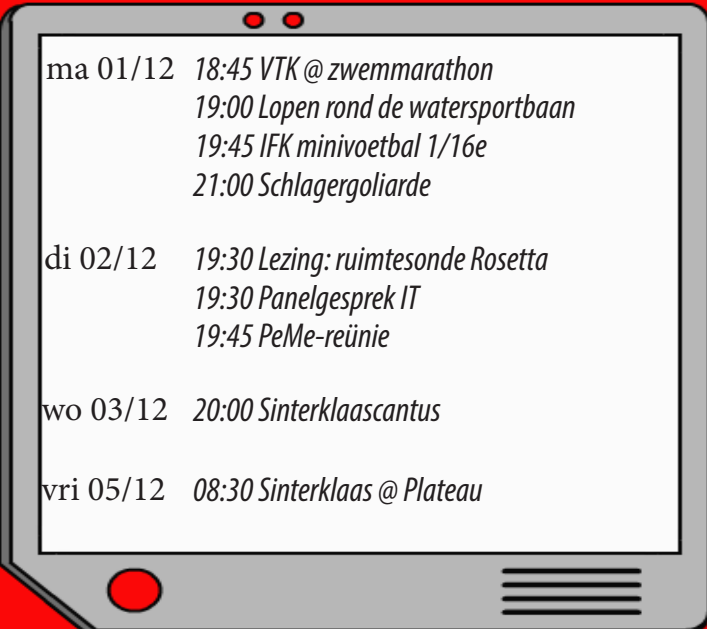 ma 01/12 18:45 VTK @ zwemmarathon
19:00 Lopen rond de watersportbaan
19:45 IFK minivoetbal 1/16e
21:00 Schlagergoliarde
di 02/12 19:30 Lezing: ruimtesonde Rosetta
19:30 Panelgesprek IT
19:45 PeMe-reünie
wo 03/12 20:00 Sinterklaascantus
vri 05/12 08:30 Sinterklaas @ Plateau